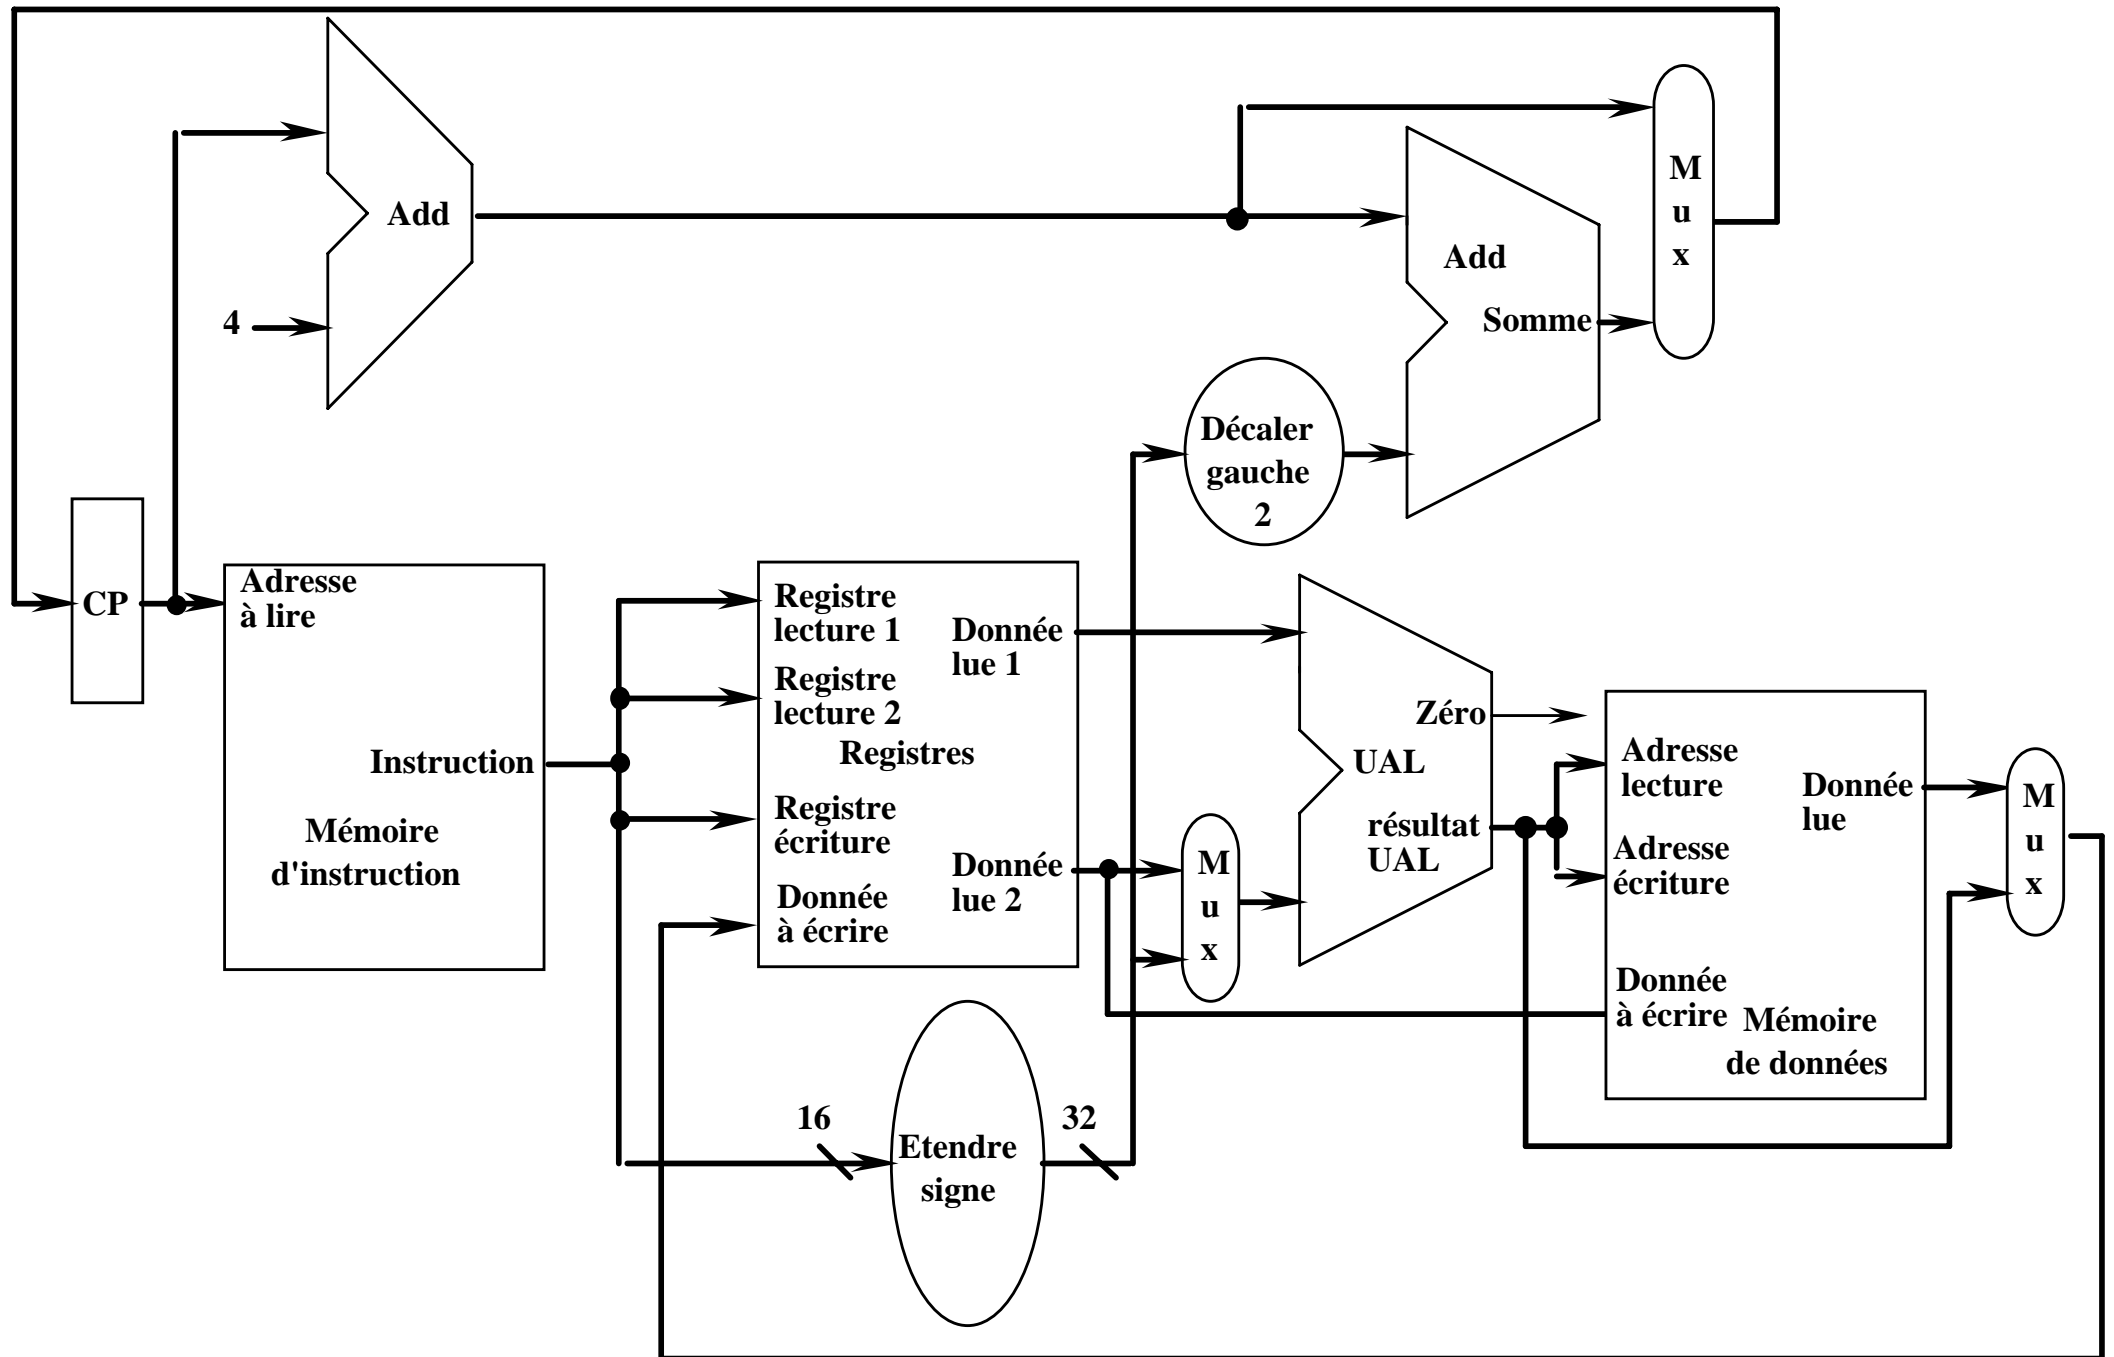 Add
4
M
u
x
Add
Somme
Décaler
gauche
2
CP
Adresse
à lire
Instruction
Mémoire
d'instruction
Registre
lecture 1
Registre
lecture 2
Registres
Registre
écriture
Donnée
à écrire
Donnée
lue 1
Donnée
lue 2
M
u
x
Zéro
UAL
résultat
UAL
Adresse
lecture
Adresse
écriture
Donnée
à écrire
Donnée
lue
Mémoire
de données
M
u
x
16
Etendre
signe
32